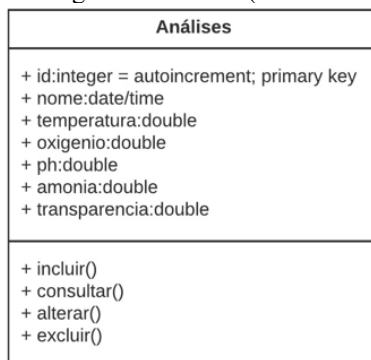 Análises
+ id:integer = autoincrement; primary key
+ nome:date/time
+ temperatura:double
+ oxigenio:double
+ ph:double
+ amonia:double
+ transparencia:double
+ incluir()
+ consultar()
+ alterar()
+ excluir()